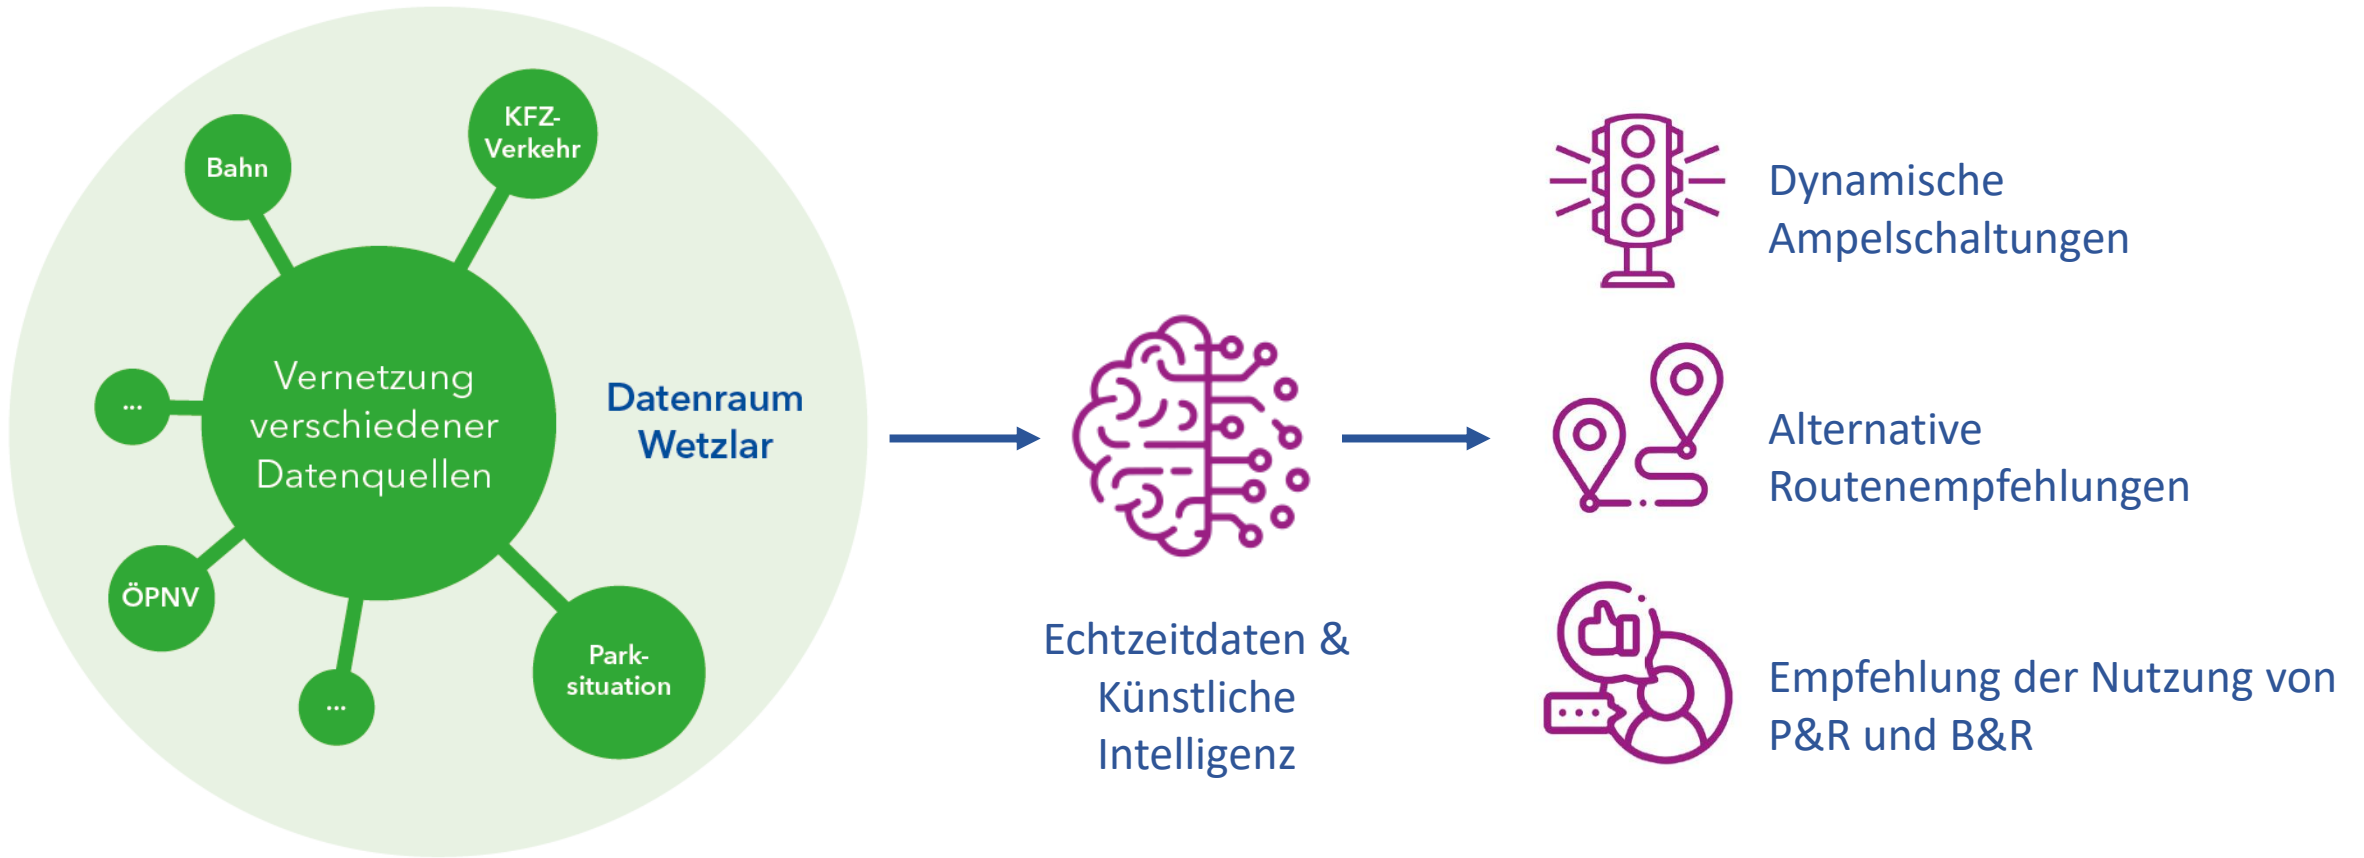 KFZ-
Verkehr
Bahn
Vernetzung
verschiedener
Datenquellen
...
ÖPNV
...
Park-
situation
Datenraum
Wetzlar
Echtzeitdaten &
Künstliche
Intelligenz
Dynamische
Ampelschaltungen
Alternative
Routenempfehlungen
Empfehlung der Nutzung von
P&R und B&R